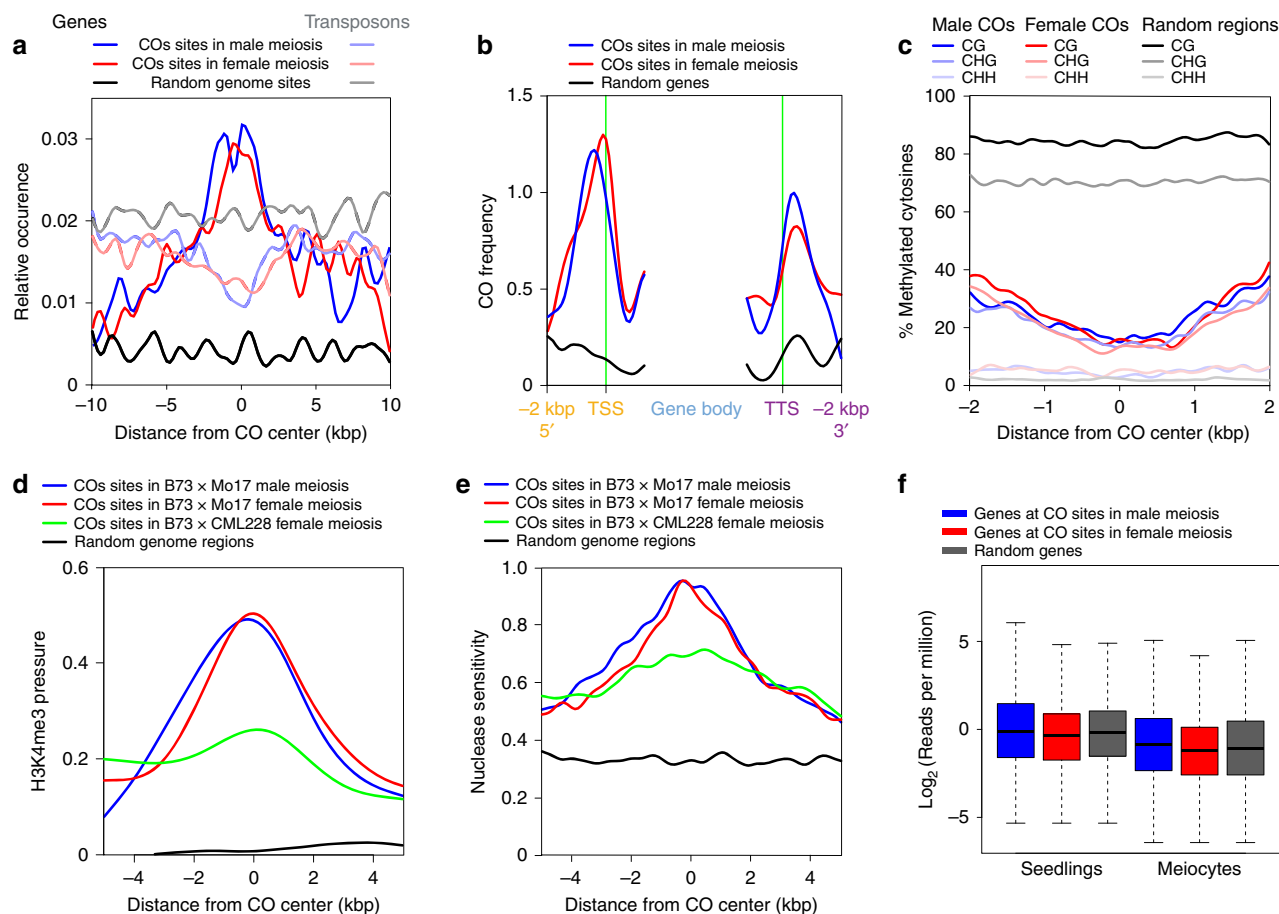 Genes Transposons
a
COs sites in male meiosis
COs sites in female meiosis
Random genome sites
0.03
0.02
0.01
0
Relative occurence
–10 –5 0 5 10
Distance from CO center (kbp)
b
COs sites in male meiosis
COs sites in female meiosis
Random genes
1.5
1.0
0.5
0
CO frequency
–2 kbp TSS Gene body TTS –2 kbp
5′ 3′
c
Male COs Female COs Random regions
CG CG CG
CHG CHG CHG
CHH CHH CHH
100
80
60
40
20
0
% Methylated cytosines
–2 –1 0 1 2
Distance from CO center (kbp)
d
COs sites in B73 × Mo17 male meiosis
COs sites in B73 × Mo17 female meiosis
COs sites in B73 × CML228 female meiosis
Random genome regions
0.6
0.4
0.2
0
H3K4me3 pressure
–4 –2 0 2 4
Distance from CO center (kbp)
e
COs sites in B73 × Mo17 male meiosis
COs sites in B73 × Mo17 female meiosis
COs sites in B73 × CML228 female meiosis
Random genome regions
1.0
0.8
0.6
0.4
0.2
0
Nuclease sensitivity
–4 –2 0 2 4
Distance from CO center (kbp)
f
Genes at CO sites in male meiosis
Genes at CO sites in female meiosis
Random genes
5
–0
–5
Log2 (Reads per million)
Seedlings Meiocytes